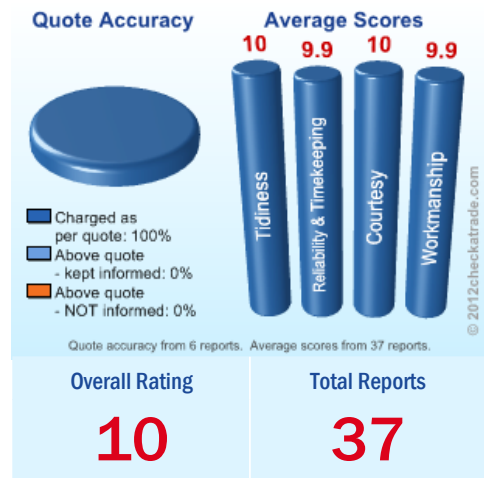 Quote Accuracy
Average Scores
10
9.9
10
9.9
Tidiness
Reliability & Timekeeping
Courtesy
Workmanship
Charged as
per quote: 100%
Above quote
- kept informed: 0%
Above quote
- NOT informed: 0%
© 2012checkatrade.com
Quote accuracy from 6 reports. Average scores from 37 reports.
Overall Rating
10
Total Reports
37